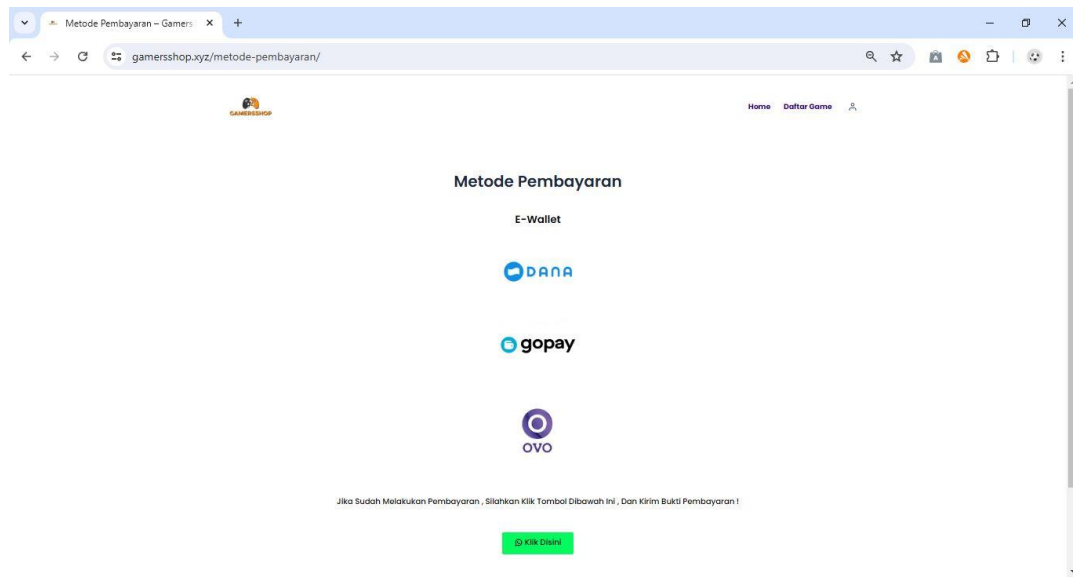 Metode Pembayaran – Gamers
gamersshop.xyz/metode-pembayaran/
GAMERSSHOP
Home Daftar Game
Metode Pembayaran
E-Wallet
DANA
gopay
OVO
Jika Sudah Melakukan Pembayaran , Silahkan Klik Tombol Dibawah Ini , Dan Kirim Bukti Pembayaran !
Klik Disini